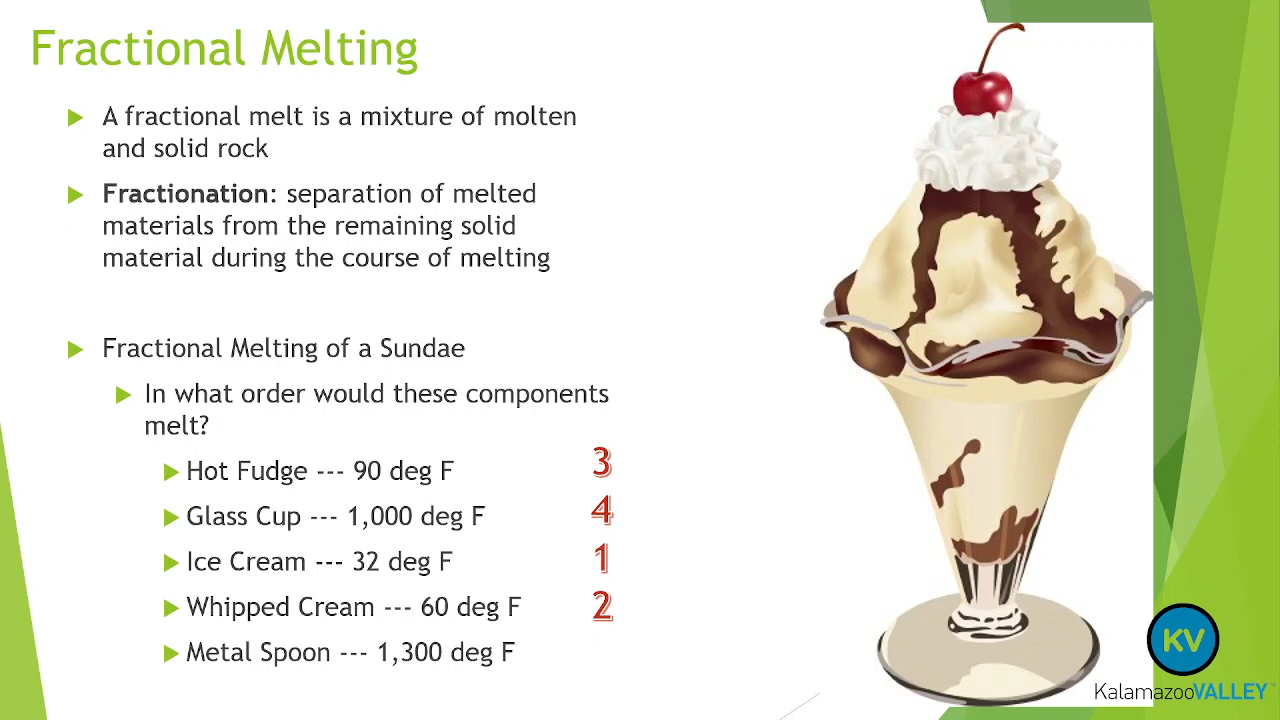 Fractional Melting
A fractional melt is a mixture of molten
and solid rock
Fractionation: separation of melted
materials from the remaining solid
material during the course of melting
Fractional Melting of a Sundae
In what order would these components
melt?
Hot Fudge --- 90 deg F 3
Glass Cup --- 1,000 deg F 4
Ice Cream --- 32 deg F 1
Whipped Cream --- 60 deg F 2
Metal Spoon --- 1,300 deg F
KV
KalamazooVALLEY